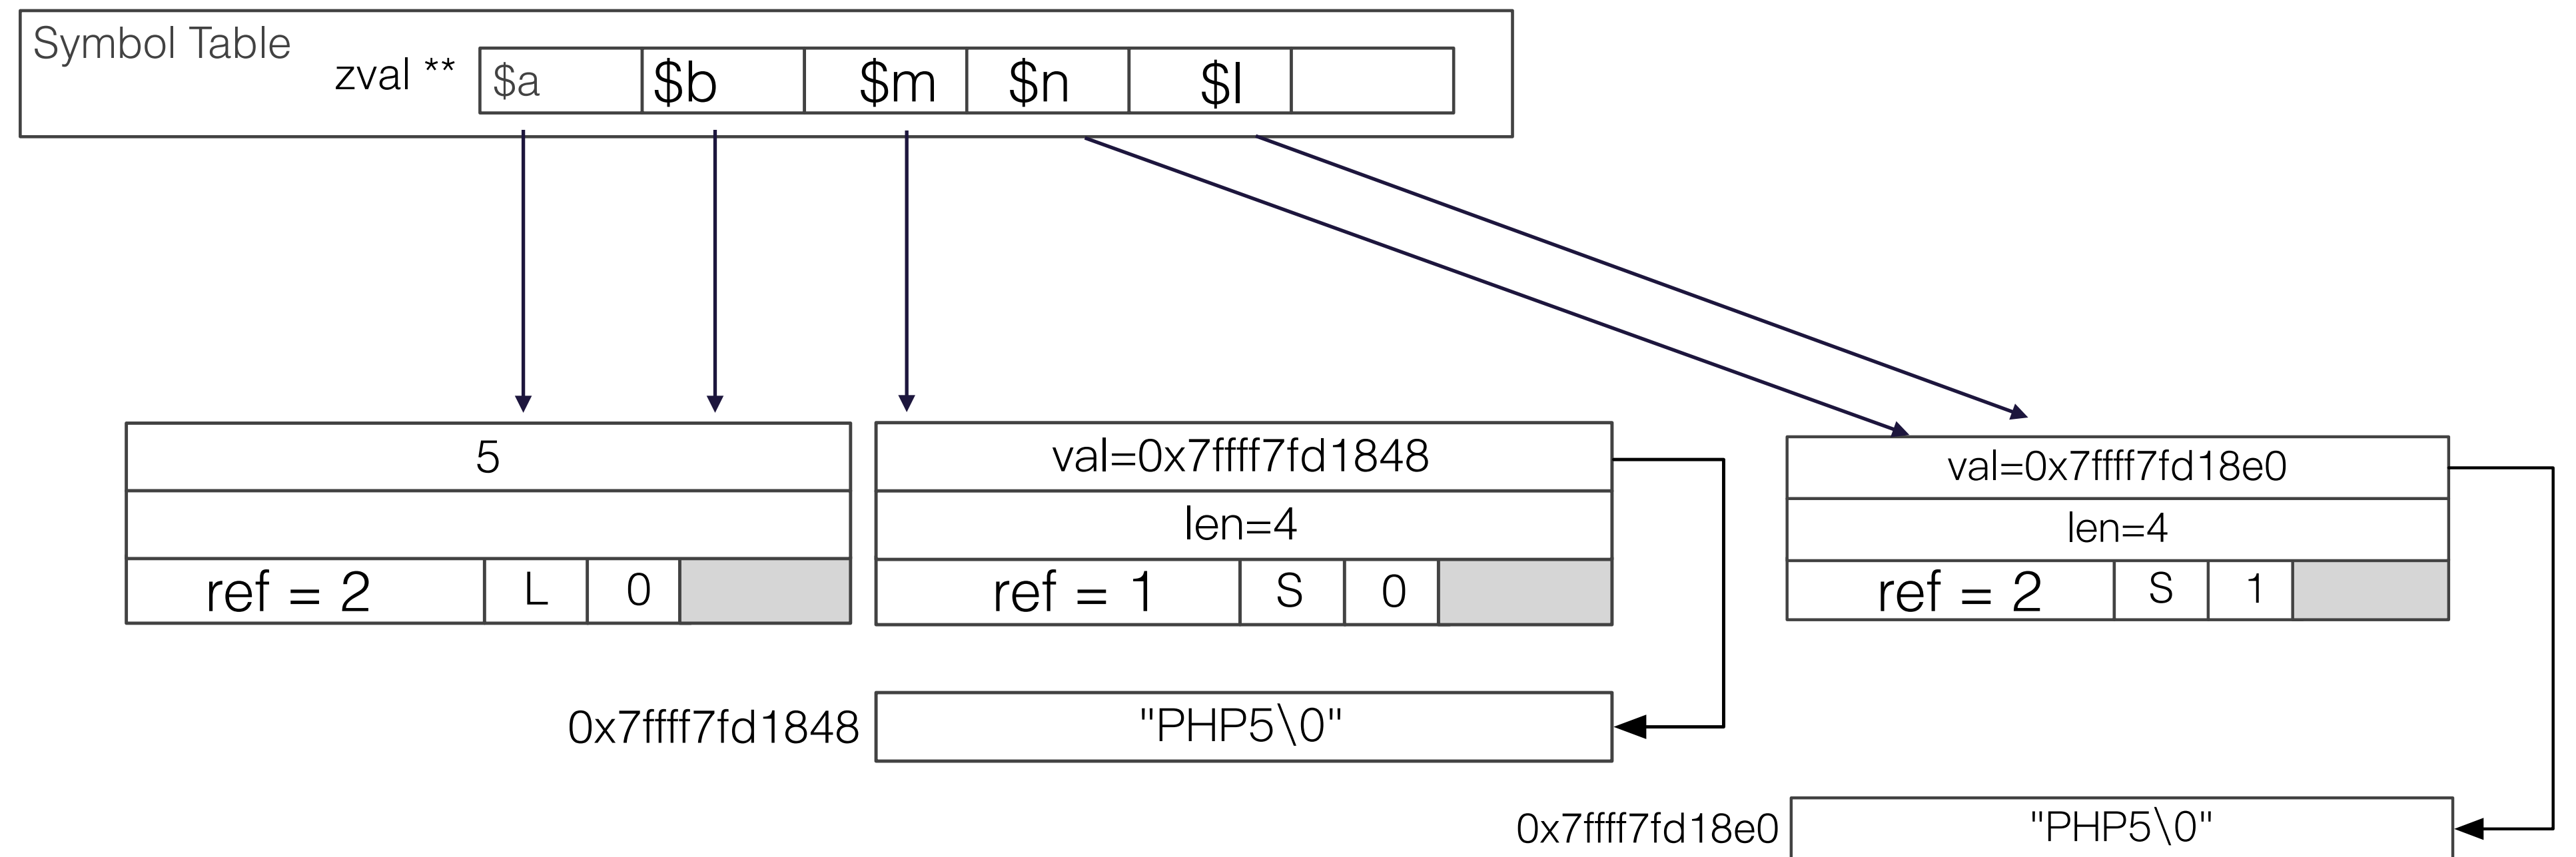 Symbol Table
zval ** $a $b $m $n $l
5
val=0x7ffff7fd1848
val=0x7ffff7fd18e0
len=4
len=4
ref = 2 L 0
ref = 1 S 0
ref = 2 S 1
0x7ffff7fd1848 "PHP5\0"
0x7ffff7fd18e0 "PHP5\0"